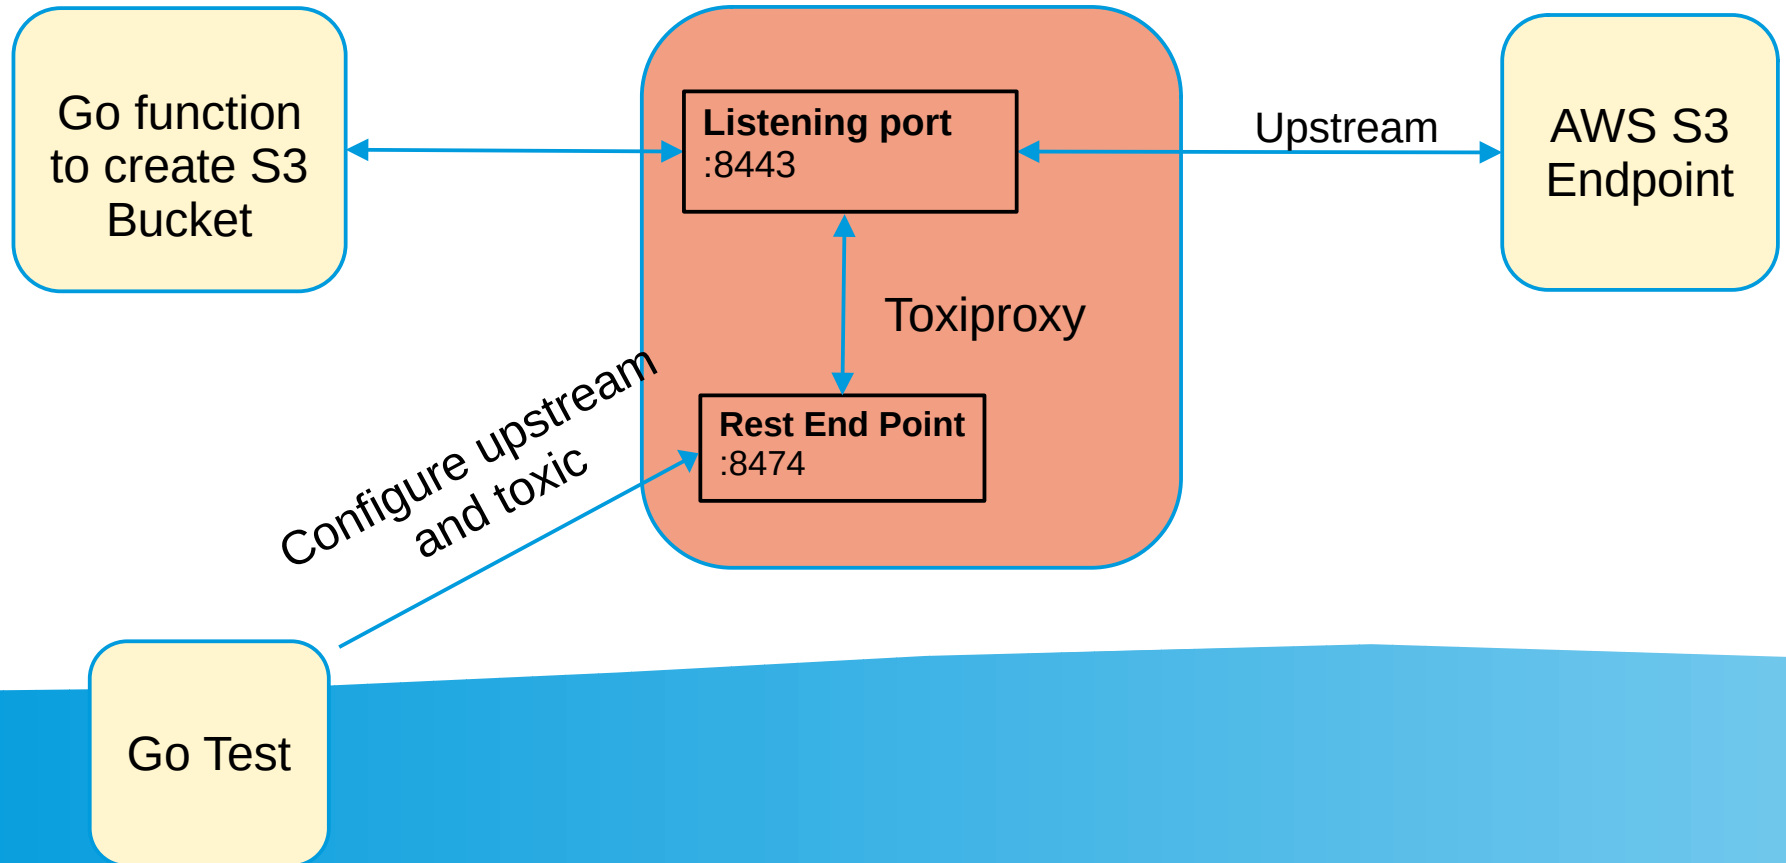 Go function
to create S3
Bucket
Listening port
:8443
Upstream
AWS S3
Endpoint
Toxiproxy
Configure upstream
and toxic
Rest End Point
:8474
Go Test